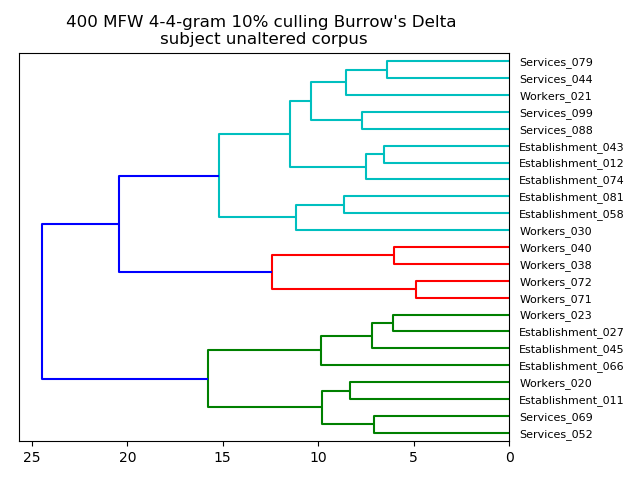 400 MFW 4-4-gram 10% culling Burrow's Delta
subject unaltered corpus
Services_079
Services_044
Workers_021
Services_099
Services_088
Establishment_043
Establishment_012
Establishment_074
Establishment_081
Establishment_058
Workers_030
Workers_040
Workers_038
Workers_072
Workers_071
Workers_023
Establishment_027
Establishment_045
Establishment_066
Workers_020
Establishment_011
Services_069
Services_052
25 20 15 10 5 0